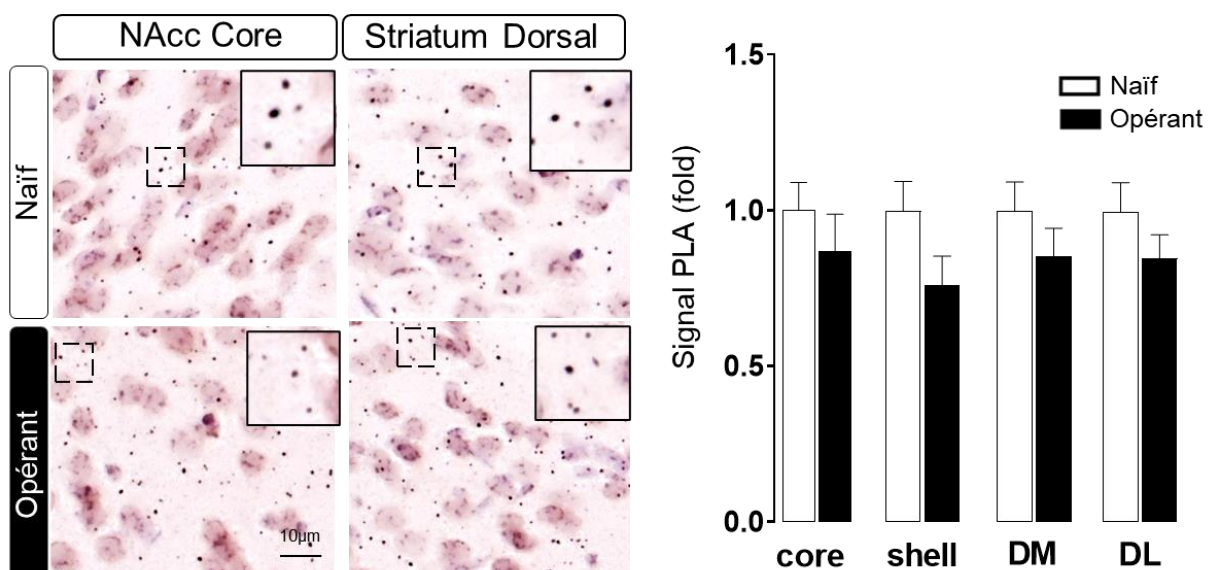 NAcc Core
Striatum Dorsal
Naïf
Opérant
10µm
Signal PLA (fold)
1.5
1.0
0.5
0.0
Naïf
Opérant
core
shell
DM
DL